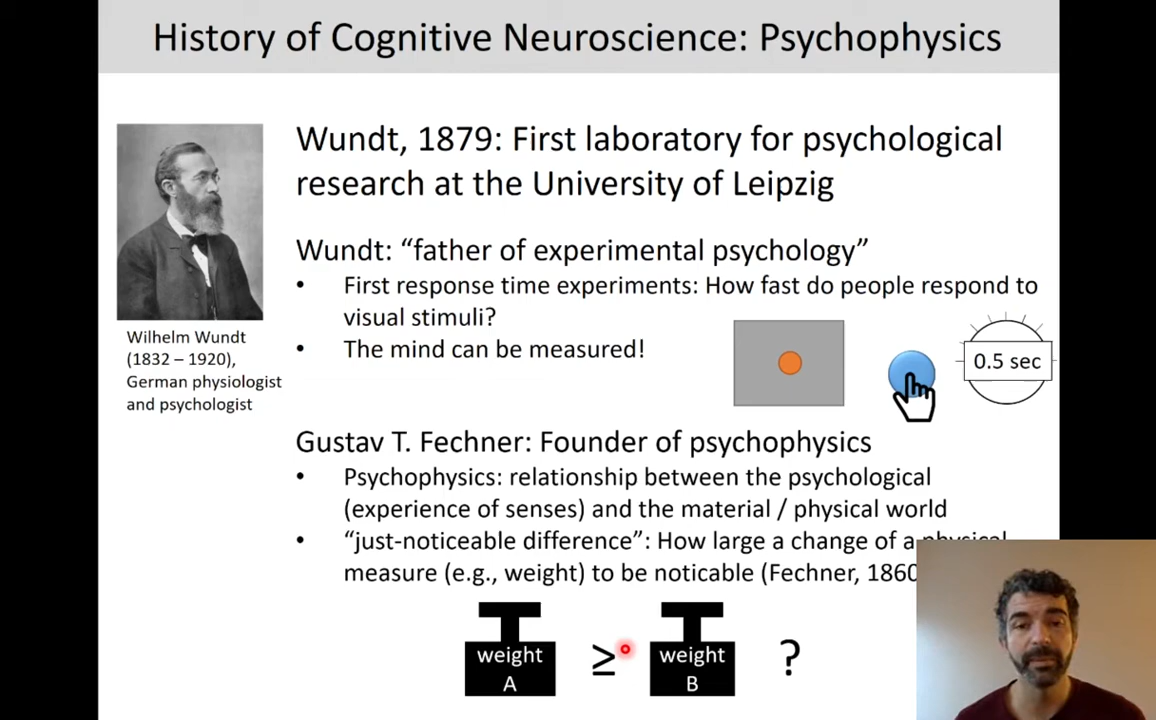 History of Cognitive Neuroscience: Psychophysics
Wundt, 1879: First laboratory for psychological
research at the University of Leipzig
Wundt: “father of experimental psychology”
• First response time experiments: How fast do people respond to
visual stimuli?
• The mind can be measured!
0.5 sec
Wilhelm Wundt
(1832 – 1920),
German physiologist
and psychologist
Gustav T. Fechner: Founder of psychophysics
• Psychophysics: relationship between the psychological
(experience of senses) and the material / physical world
• “just-noticeable difference”: How large a change of a physical
measure (e.g., weight) to be noticable (Fechner, 1860
weight
A
≥
weight
B
?